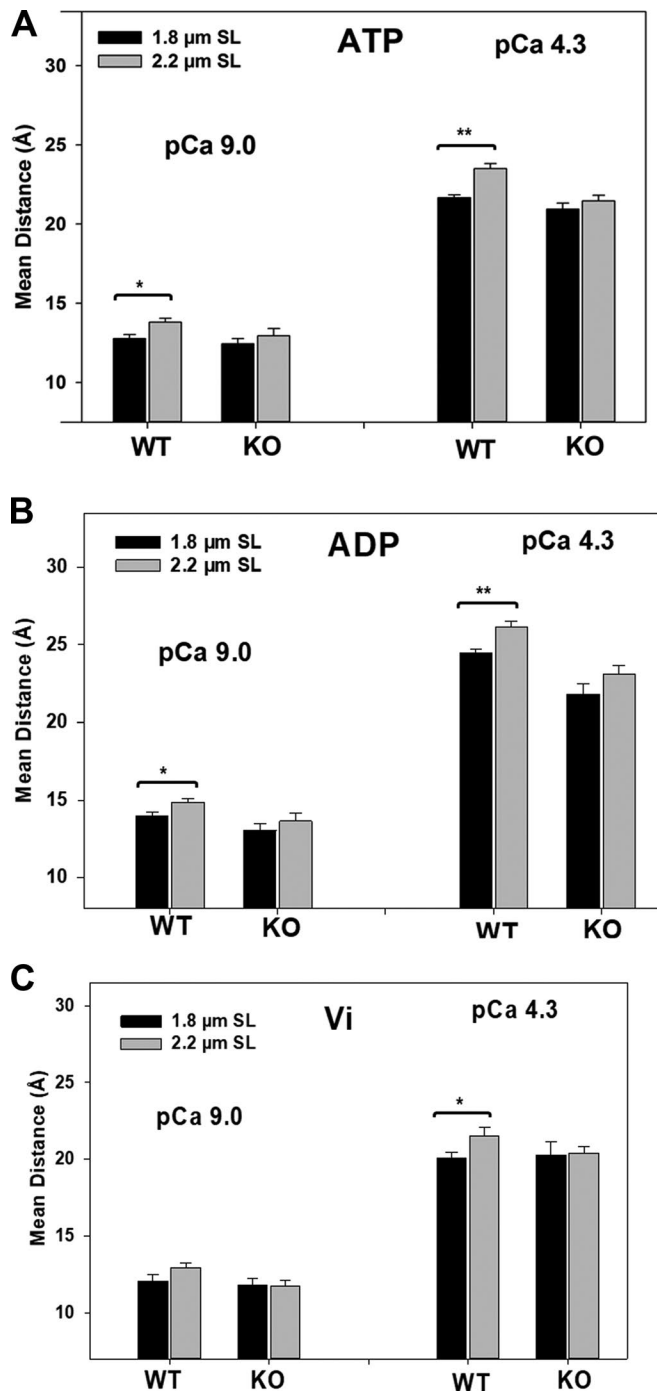 A
1.8 µm SL
2.2 µm SL
ATP
pCa 4.3
pCa 9.0
Mean Distance (Å)
30
25
20
15
10
*
**
WT
KO
WT
KO
B
1.8 µm SL
2.2 µm SL
ADP
pCa 4.3
pCa 9.0
Mean Distance (Å)
30
25
20
15
10
*
**
WT
KO
WT
KO
C
1.8 µm SL
2.2 µm SL
Vi
pCa 4.3
pCa 9.0
Mean Distance (Å)
30
25
20
15
10
*
WT
KO
WT
KO